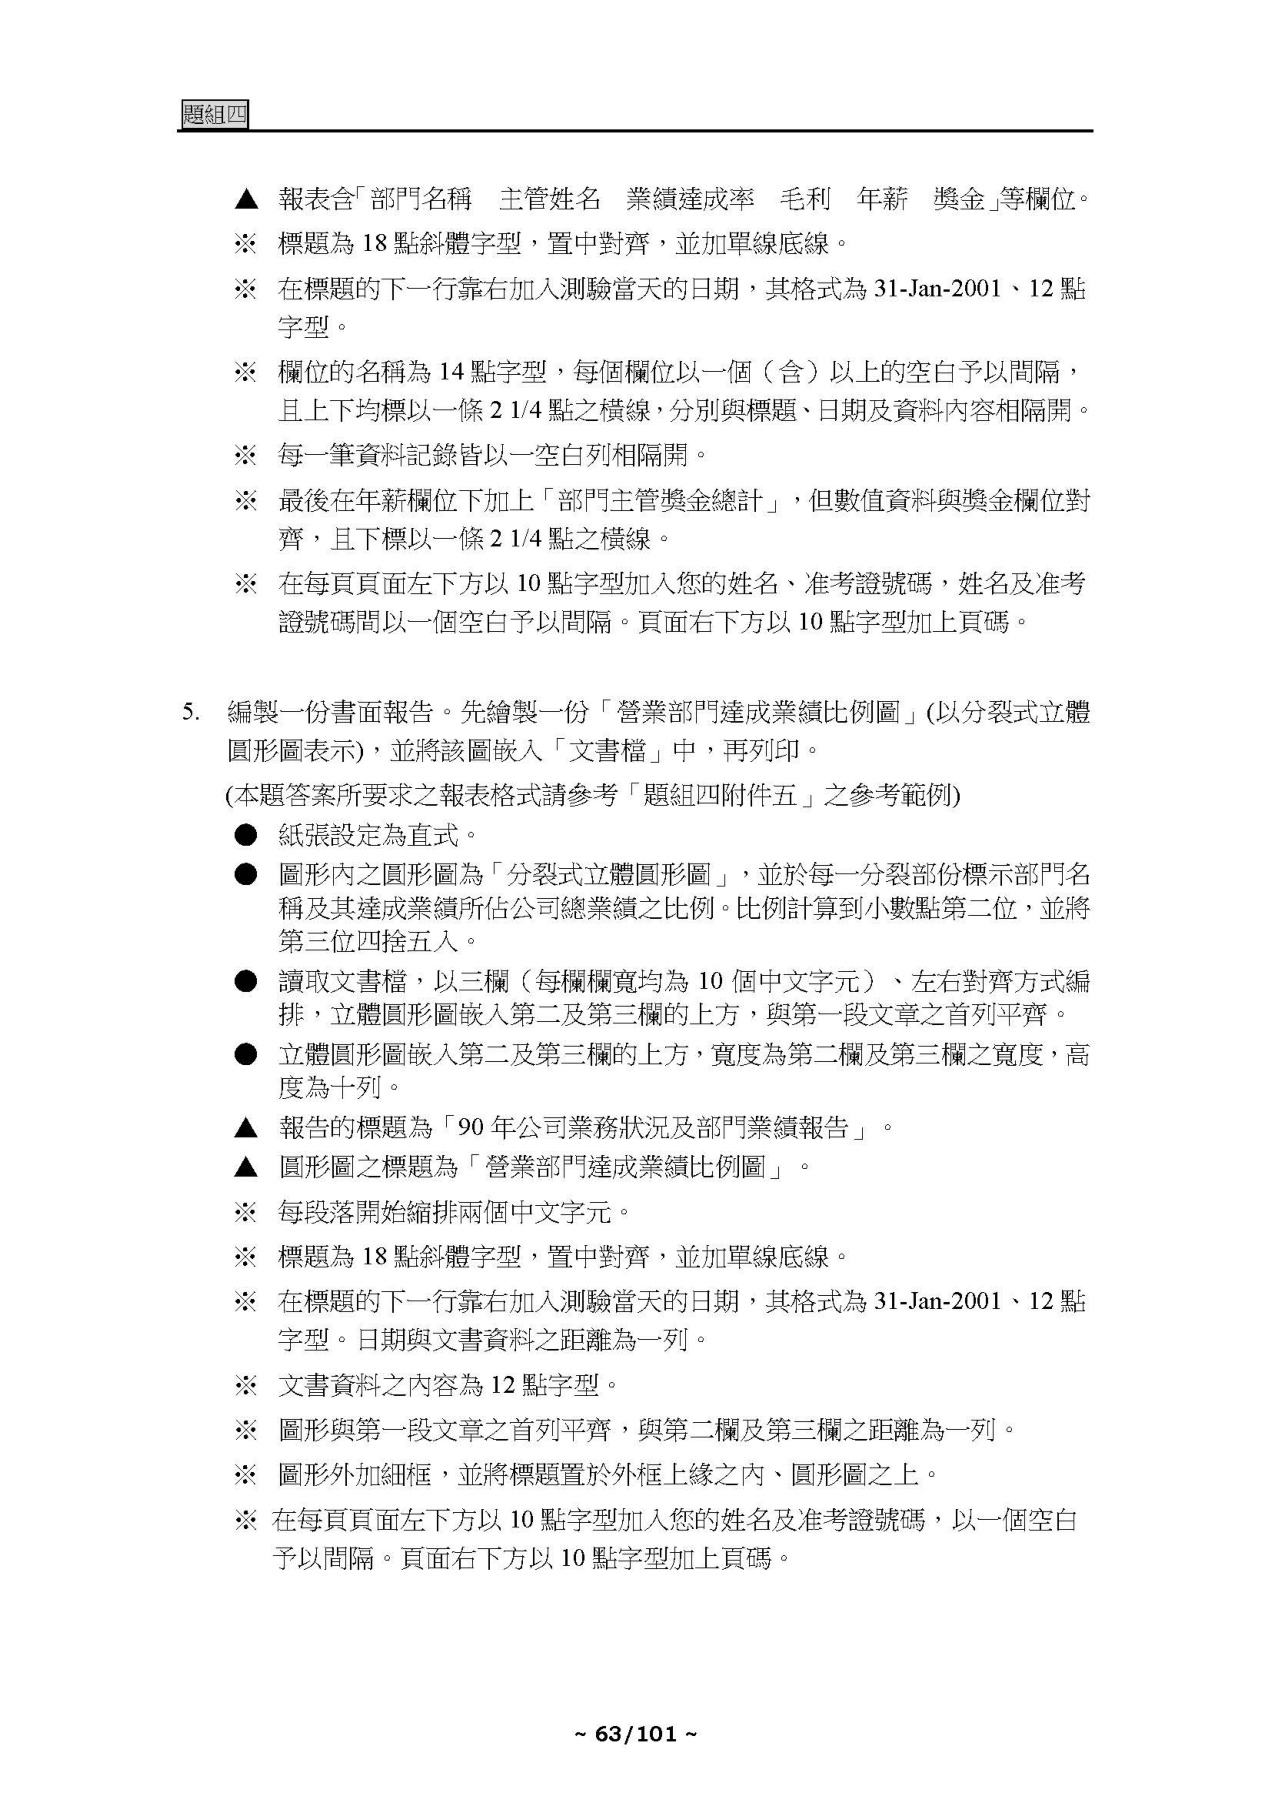 題組四
▲ 報表含「部門名稱　主管姓名　業績達成率　毛利　年薪　獎金」等欄位。
※ 標題為 18 點斜體字型，置中對齊，並加單線底線。
※ 在標題的下一行靠右加入測驗當天的日期，其格式為 31-Jan-2001、12 點
字型。
※ 欄位的名稱為 14 點字型，每個欄位以一個（含）以上的空白予以間隔，
且上下均標以一條 2 1/4 點之橫線，分別與標題、日期及資料內容相隔開。
※ 每一筆資料記錄皆以一空白列相隔開。
※ 最後在年薪欄位下加上「部門主管獎金總計」，但數值資料與獎金欄位對
齊，且下標以一條 2 1/4 點之橫線。
※ 在每頁頁面左下方以 10 點字型加入您的姓名、准考證號碼，姓名及准考
證號碼間以一個空白予以間隔。頁面右下方以 10 點字型加上頁碼。
5. 編製一份書面報告。先繪製一份「營業部門達成業績比例圖」(以分裂式立體
圓形圖表示)，並將該圖嵌入「文書檔」中，再列印。
(本題答案所要求之報表格式請參考「題組四附件五」之參考範例)
● 紙張設定為直式。
● 圖形內之圓形圖為「分裂式立體圓形圖」，並於每一分裂部份標示部門名
稱及其達成業績所佔公司總業績之比例。比例計算到小數點第二位，並將
第三位四捨五入。
● 讀取文書檔，以三欄（每欄欄寬均為 10 個中文字元）、左右對齊方式編
排，立體圓形圖嵌入第二及第三欄的上方，與第一段文章之首列平齊。
● 立體圓形圖嵌入第二及第三欄的上方，寬度為第二欄及第三欄之寬度，高
度為十列。
▲ 報告的標題為「90 年公司業務狀況及部門業績報告」。
▲ 圓形圖之標題為「營業部門達成業績比例圖」。
※ 每段落開始縮排兩個中文字元。
※ 標題為 18 點斜體字型，置中對齊，並加單線底線。
※ 在標題的下一行靠右加入測驗當天的日期，其格式為 31-Jan-2001、12 點
字型。日期與文書資料之距離為一列。
※ 文書資料之內容為 12 點字型。
※ 圖形與第一段文章之首列平齊，與第二欄及第三欄之距離為一列。
※ 圖形外加細框，並將標題置於外框上緣之內、圓形圖之上。
※ 在每頁頁面左下方以 10 點字型加入您的姓名及准考證號碼，以一個空白
予以間隔。頁面右下方以 10 點字型加上頁碼。
~ 63/101 ~